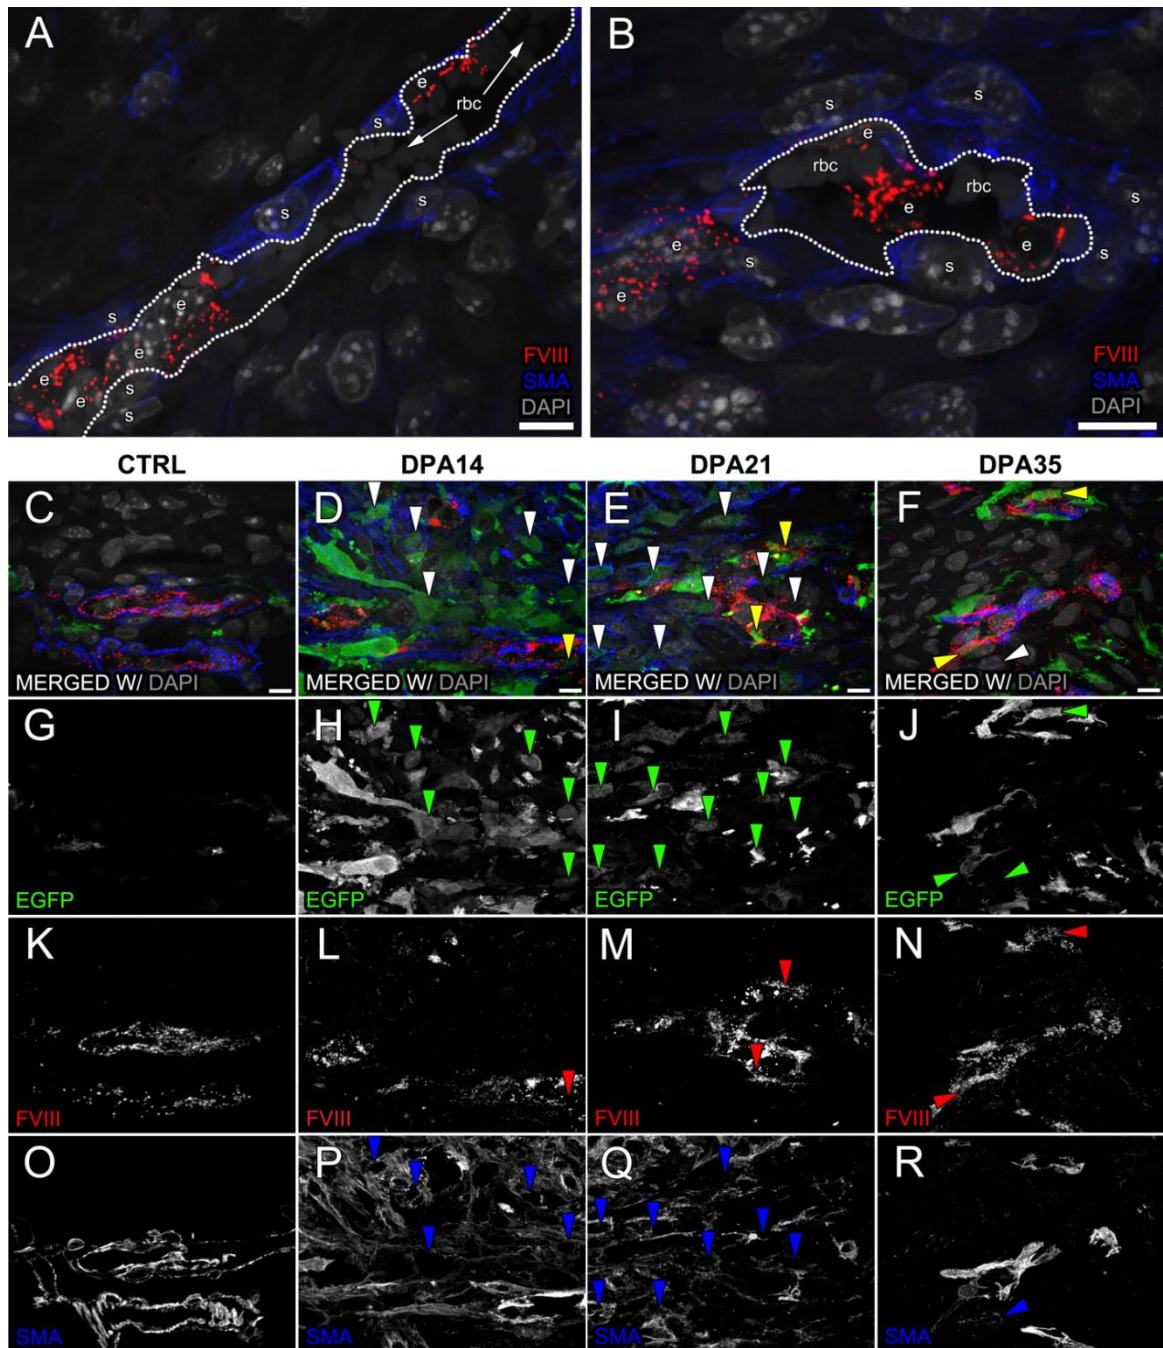 A
e
rbc
s
s
s
e
s
e
e
e
s
s
FVIII
SMA
DAPI
B
s
s
e
rbc
rbc
s
e
e
e
s
s
s
e
FVIII
SMA
DAPI
CTRL DPA14 DPA21 DPA35
C D E F
MERGED W/ DAPI MERGED W/ DAPI MERGED W/ DAPI MERGED W/ DAPI
G H I J
EGFP EGFP EGFP EGFP
K L M N
FVIII FVIII FVIII FVIII
O P Q R
SMA SMA SMA SMA